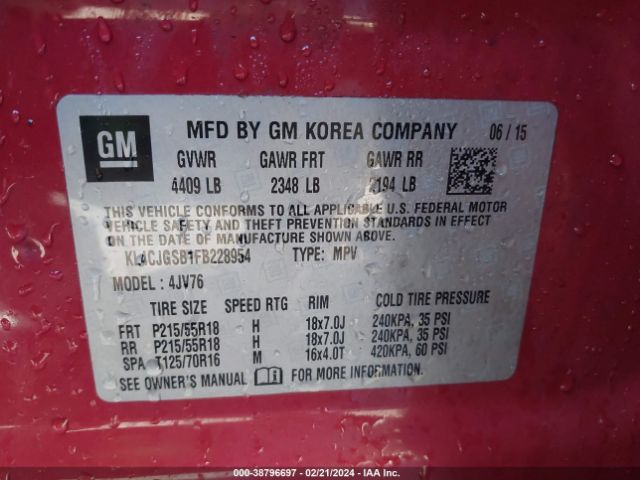 GM
MFD BY GM KOREA COMPANY 06 / 15
GVWR GAWR FRT GAWR RR
4409 LB 2348 LB 2194 LB
THIS VEHICLE CONFORMS TO ALL APPLICABLE U.S. FEDERAL MOTOR
VEHICLE SAFETY AND THEFT PREVENTION STANDARDS IN EFFECT
ON THE DATE OF MANUFACTURE SHOWN ABOVE.
KL4CJGSB1FB228954 TYPE: MPV
MODEL : 4JV76
TIRE SIZE SPEED RTG RIM COLD TIRE PRESSURE
FRT P215/55R18 H 18x7.0J 240KPA, 35 PSI
RR P215/55R18 H 18x7.0J 240KPA, 35 PSI
SPA T125/70R16 M 16x4.0T 420KPA, 60 PSI
SEE OWNER'S MANUAL FOR MORE INFORMATION.
000-38796697 - 02/21/2024 - IAA Inc.